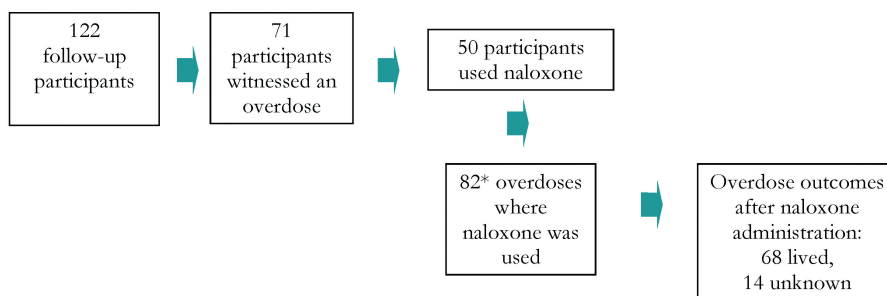 122
follow-up
participants
71
participants
witnessed an
overdose
50 participants
used naloxone
82* overdoses
where
naloxone was
used
Overdose outcomes
after naloxone
administration:
68 lived,
14 unknown